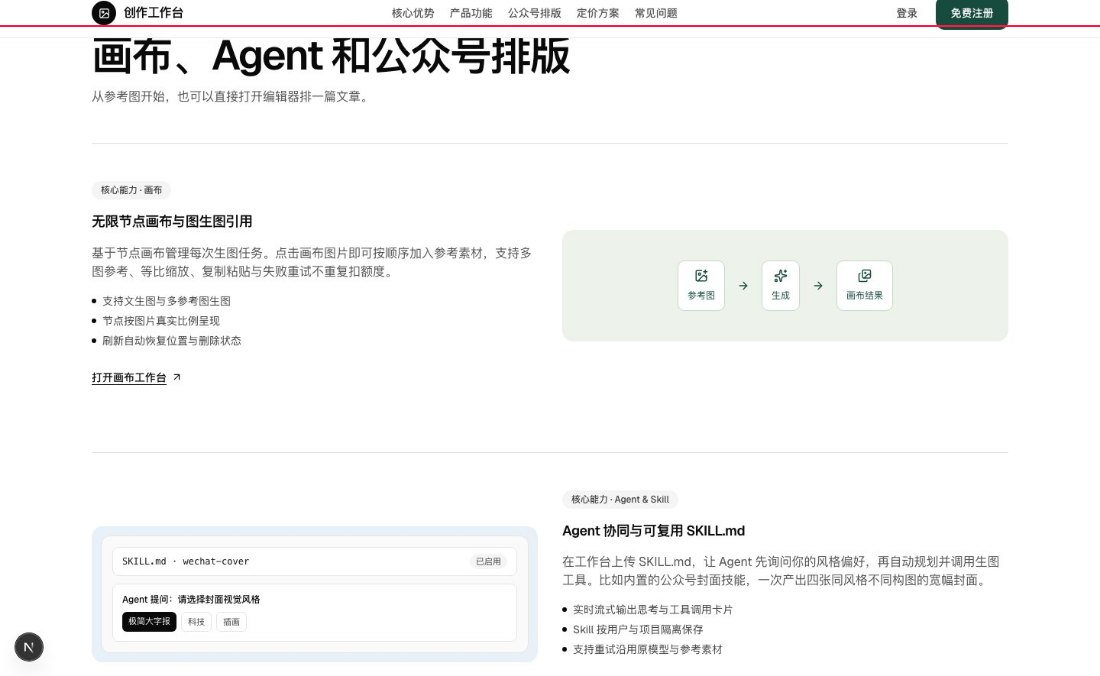 创作工作台
核心优势 产品功能 公众号排版 定价方案 常见问题
登录 免费注册
画布、Agent 和公众号排版
从参考图开始，也可以直接打开编辑器排一篇文章。
核心能力 · 画布
无限节点画布与图生图引用
基于节点画布管理每次生图任务。点击画布图片即可按顺序加入参考素材，支持多
图参考、等比缩放、复制粘贴与失败重试不重复扣额度。
支持文生图与多参考图生图
节点按图片真实比例呈现
刷新自动恢复位置与删除状态
打开画布工作台
参考图 生成 画布结果
核心能力 · Agent & Skill
Agent 协同与可复用 SKILL.md
在工作台上传 SKILL.md，让 Agent 先询问你的风格偏好，再自动规划并调用生图
工具。比如内置的公众号封面技能，一次产出四张同风格不同构图的宽幅封面。
实时流式输出思考与工具调用卡片
Skill 按用户与项目隔离保存
支持重试沿用原模型与参考素材
SKILL.md · wechat-cover
已启用
Agent 提问：请选择封面视觉风格
极简大字报 科技 插画
N